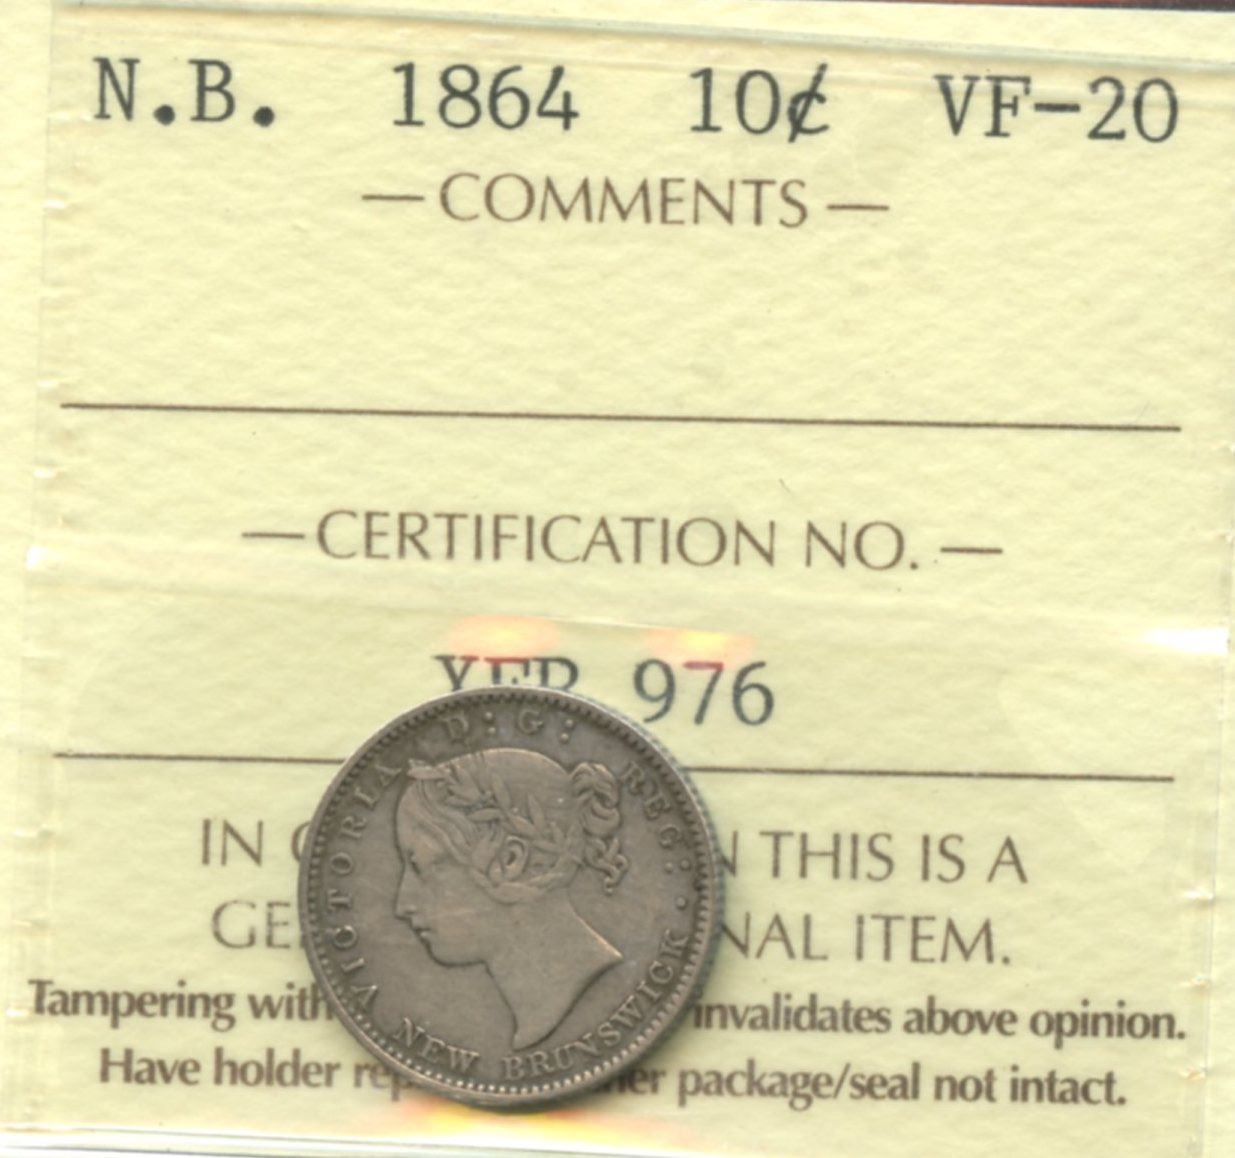 N.B. 1864 10¢ VF-20
— COMMENTS —
— CERTIFICATION NO. —
976
IN THIS IS A
ITEM.
Tampering with invalidates above opinion.
Have holder package/seal not intact.
VICTORIA D:G: REG:.
NEW BRUNSWICK